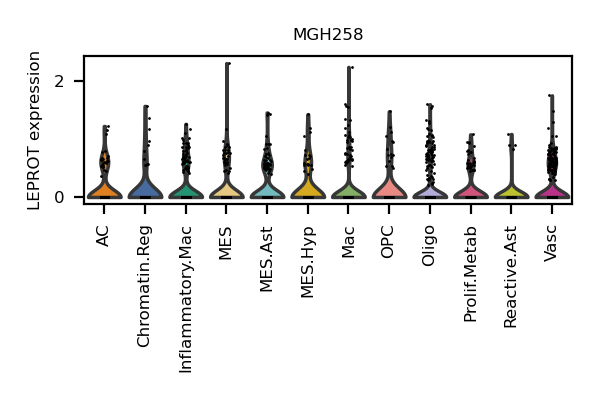 MGH258
LEPROT expression
2
0
AC
Chromatin.Reg
Inflammatory.Mac
MES
MES.Ast
MES.Hyp
Mac
OPC
Oligo
Prolif.Metab
Reactive.Ast
Vasc